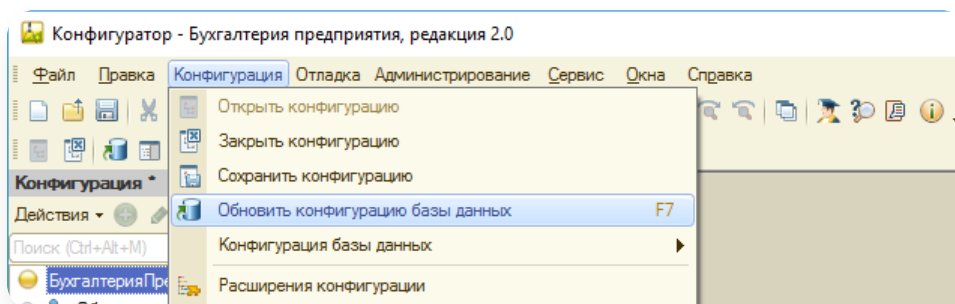 Конфигуратор - Бухгалтерия предприятия, редакция 2.0
Файл Правка Конфигурация Отладка Администрирование Сервис Окна Справка
Открыть конфигурацию
Закрыть конфигурацию
Конфигурация *
Сохранить конфигурацию
Действия
Обновить конфигурацию базы данных F7
Поиск (Ctrl+Alt+M)
Конфигурация базы данных
БухгалтерияПре
Расширения конфигурации